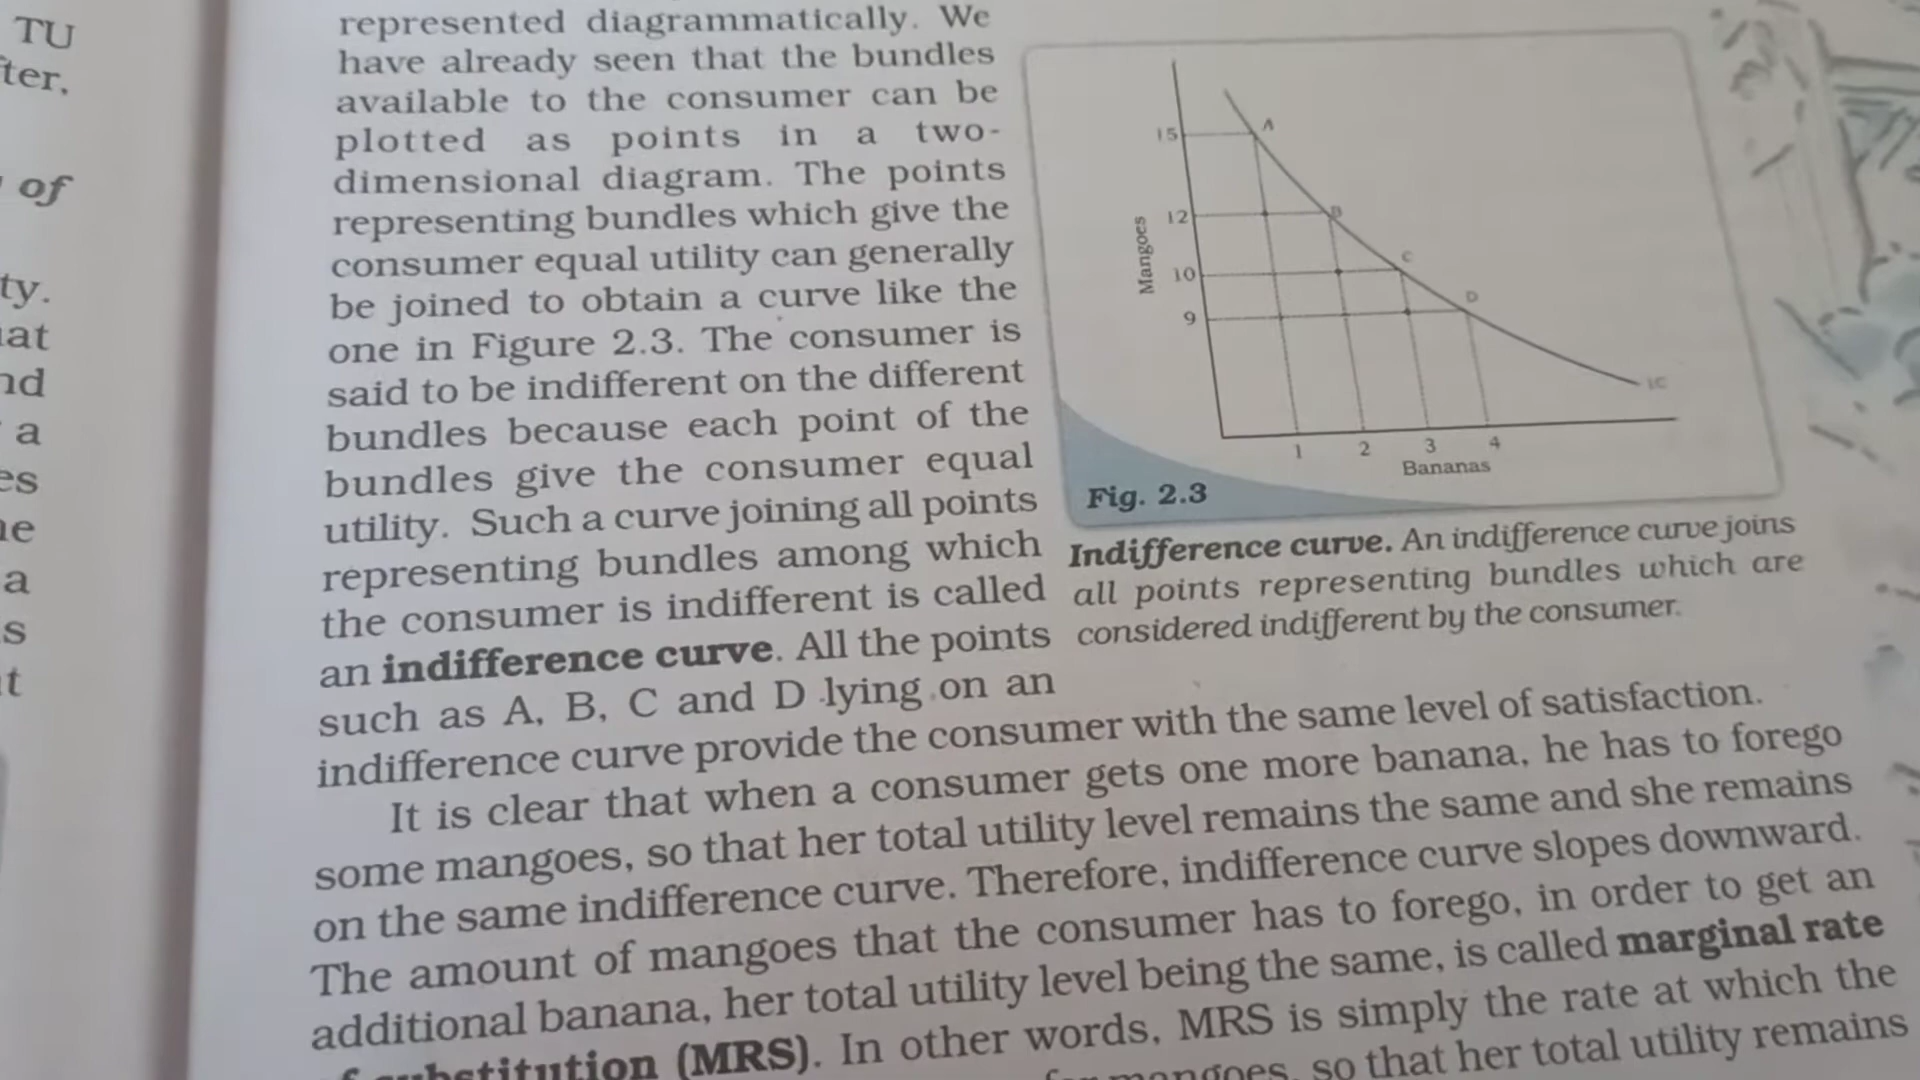 TU
ter,
of
ty.
at
nd
a
es
ne
a
s
t
represented diagrammatically. We
have already seen that the bundles
available to the consumer can be
plotted as points in a two-
dimensional diagram. The points
representing bundles which give the
consumer equal utility can generally
be joined to obtain a curve like the
one in Figure 2.3. The consumer is
said to be indifferent on the different
bundles because each point of the
bundles give the consumer equal
utility. Such a curve joining all points
representing bundles among which
the consumer is indifferent is called
an indifference curve. All the points
such as A, B, C and D lying on an
indifference curve provide the consumer with the same level of satisfaction.
It is clear that when a consumer gets one more banana, he has to forego
some mangoes, so that her total utility level remains the same and she remains
on the same indifference curve. Therefore, indifference curve slopes downward.
The amount of mangoes that the consumer has to forego, in order to get an
additional banana, her total utility level being the same, is called marginal rate
substitution (MRS). In other words, MRS is simply the rate at which the
mangoes, so that her total utility remains
Mangoes
15
12
10
9
A
B
C
D
IC
1 2 3 4
Bananas
Fig. 2.3
Indifference curve. An indifference curve joins
all points representing bundles which are
considered indifferent by the consumer.